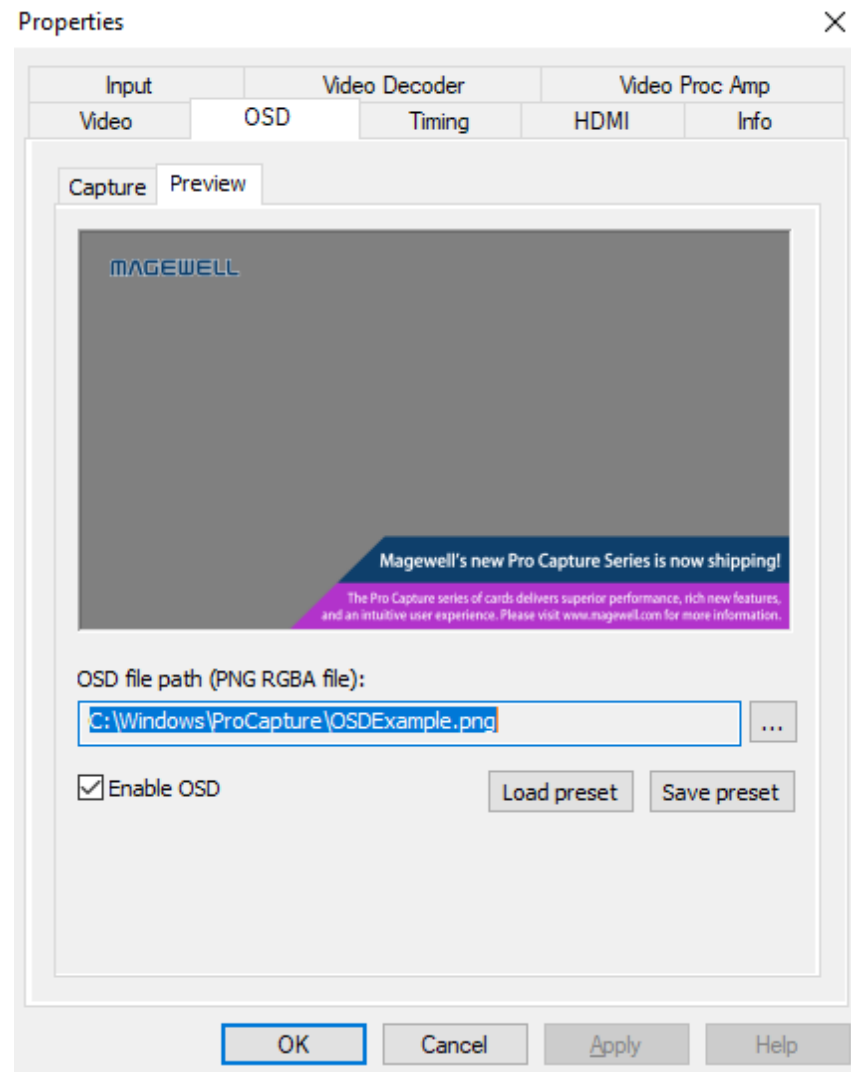 Properties
Input Video Decoder Video Proc Amp
Video OSD Timing HDMI Info
Capture Preview
MAGEWELL
Magewell's new Pro Capture Series is now shipping!
The Pro Capture series of cards delivers superior performance, rich new features,
and an intuitive user experience. Please visit www.magewell.com for more information.
OSD file path (PNG RGBA file):
C:\Windows\ProCapture\OSDExample.png
...
Enable OSD Load preset Save preset
OK Cancel Apply Help